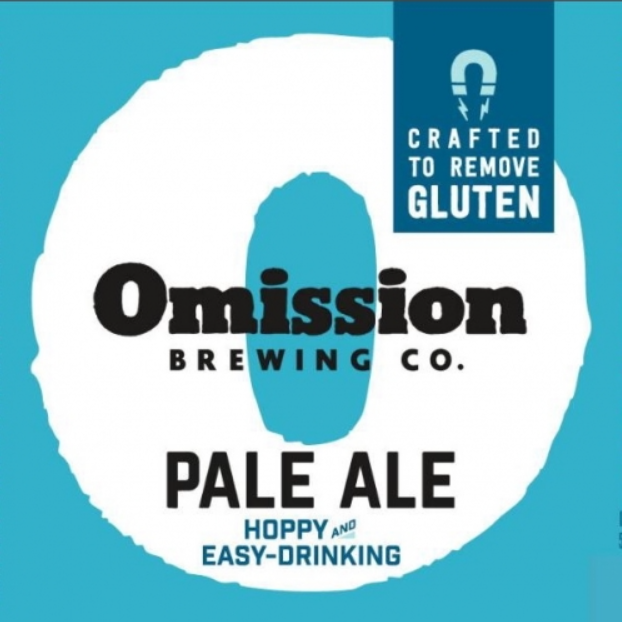 CRAFTED
TO REMOVE
GLUTEN
Omission
BREWING CO.
PALE ALE
HOPPY AND
EASY-DRINKING